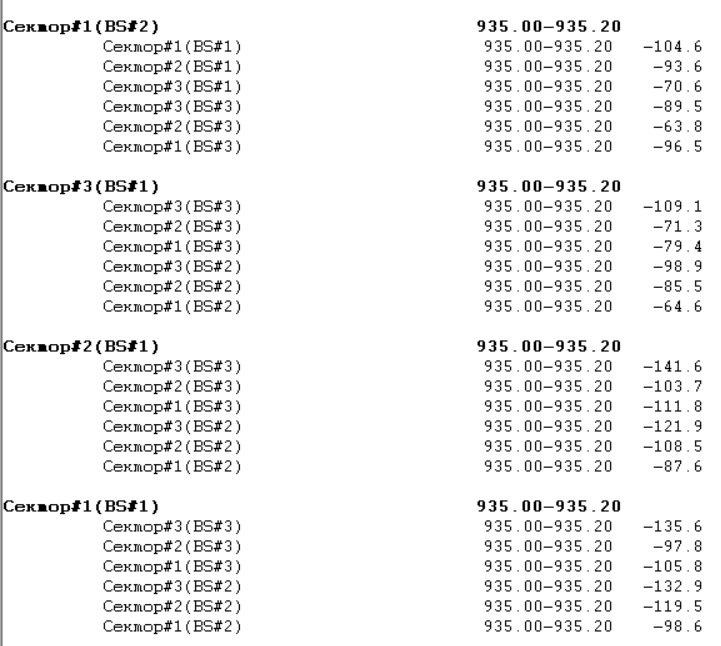 Сектор#1(BS#2) 935.00-935.20
Сектор#1(BS#1) 935.00-935.20 -104.6
Сектор#2(BS#1) 935.00-935.20 -93.6
Сектор#3(BS#1) 935.00-935.20 -70.6
Сектор#3(BS#3) 935.00-935.20 -89.5
Сектор#2(BS#3) 935.00-935.20 -63.8
Сектор#1(BS#3) 935.00-935.20 -96.5
Сектор#3(BS#1) 935.00-935.20
Сектор#3(BS#3) 935.00-935.20 -109.1
Сектор#2(BS#3) 935.00-935.20 -71.3
Сектор#1(BS#3) 935.00-935.20 -79.4
Сектор#3(BS#2) 935.00-935.20 -98.9
Сектор#2(BS#2) 935.00-935.20 -85.5
Сектор#1(BS#2) 935.00-935.20 -64.6
Сектор#2(BS#1) 935.00-935.20
Сектор#3(BS#3) 935.00-935.20 -141.6
Сектор#2(BS#3) 935.00-935.20 -103.7
Сектор#1(BS#3) 935.00-935.20 -111.8
Сектор#3(BS#2) 935.00-935.20 -121.9
Сектор#2(BS#2) 935.00-935.20 -108.5
Сектор#1(BS#2) 935.00-935.20 -87.6
Сектор#1(BS#1) 935.00-935.20
Сектор#3(BS#3) 935.00-935.20 -135.6
Сектор#2(BS#3) 935.00-935.20 -97.8
Сектор#1(BS#3) 935.00-935.20 -105.8
Сектор#3(BS#2) 935.00-935.20 -132.9
Сектор#2(BS#2) 935.00-935.20 -119.5
Сектор#1(BS#2) 935.00-935.20 -98.6